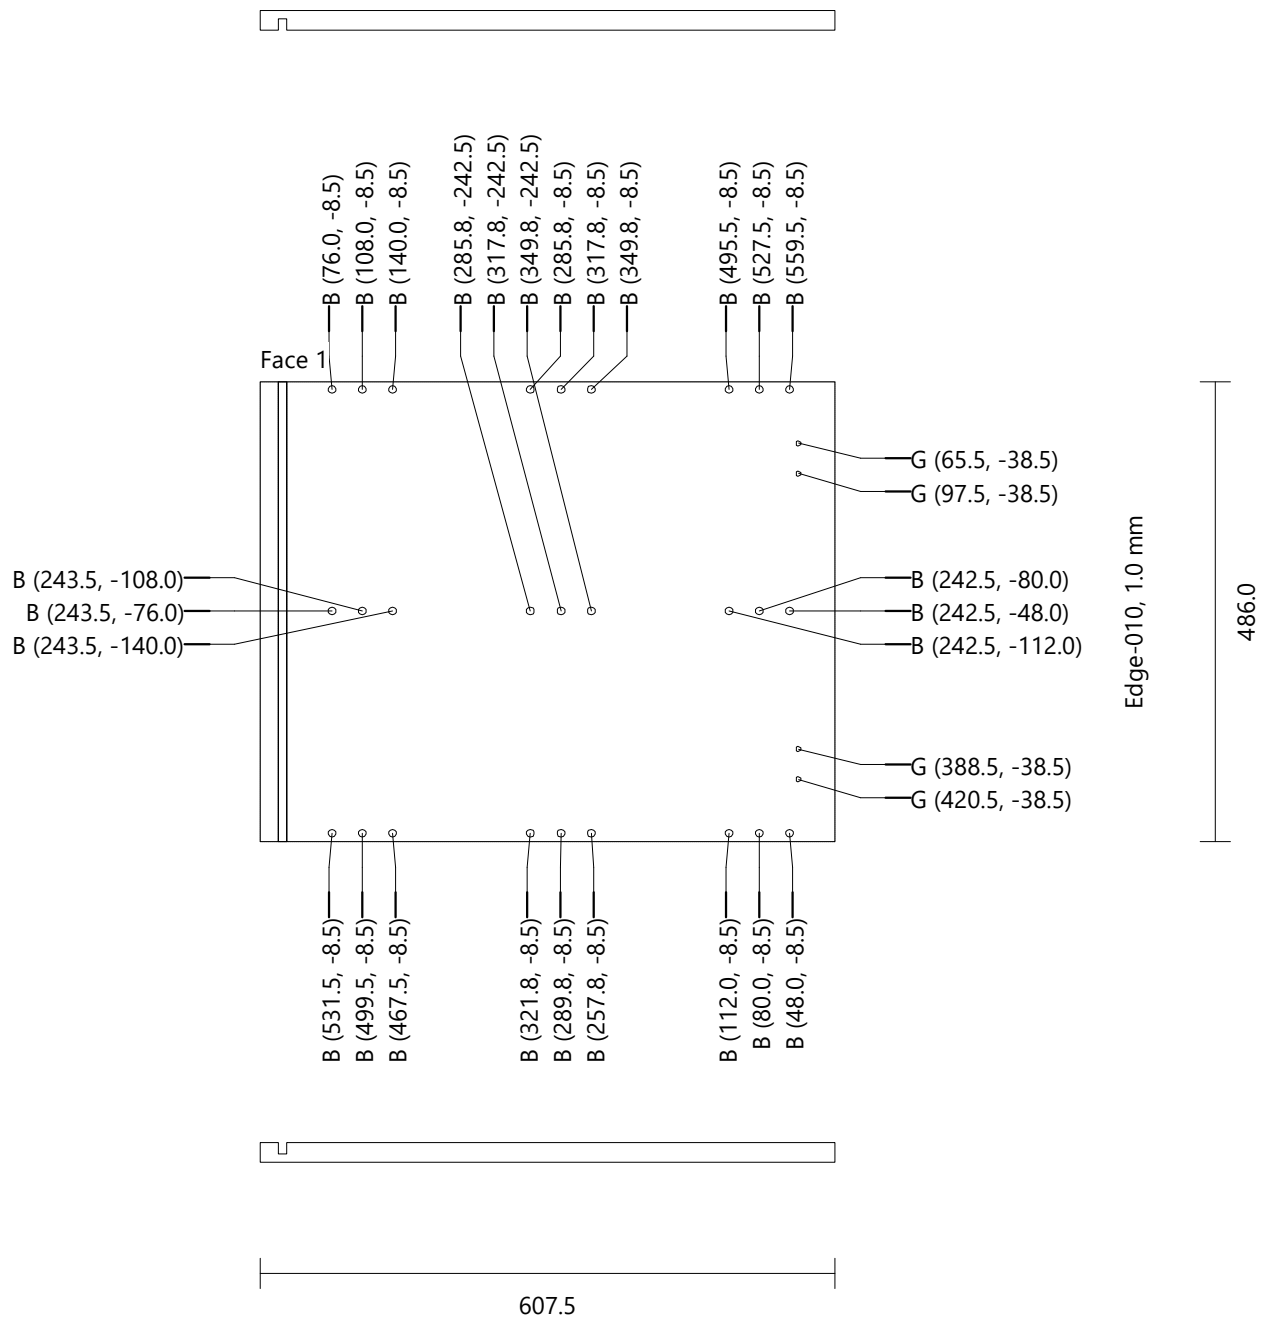 B (76.0, -8.5)
B (108.0, -8.5)
B (140.0, -8.5)
B (285.8, -242.5)
B (317.8, -242.5)
B (349.8, -242.5)
B (285.8, -8.5)
B (317.8, -8.5)
B (349.8, -8.5)
B (495.5, -8.5)
B (527.5, -8.5)
B (559.5, -8.5)
Face 1
G (65.5, -38.5)
G (97.5, -38.5)
B (243.5, -108.0)
B (243.5, -76.0)
B (243.5, -140.0)
B (242.5, -80.0)
B (242.5, -48.0)
B (242.5, -112.0)
Edge-010, 1.0 mm
486.0
G (388.5, -38.5)
G (420.5, -38.5)
B (531.5, -8.5)
B (499.5, -8.5)
B (467.5, -8.5)
B (321.8, -8.5)
B (289.8, -8.5)
B (257.8, -8.5)
B (112.0, -8.5)
B (80.0, -8.5)
B (48.0, -8.5)
607.5